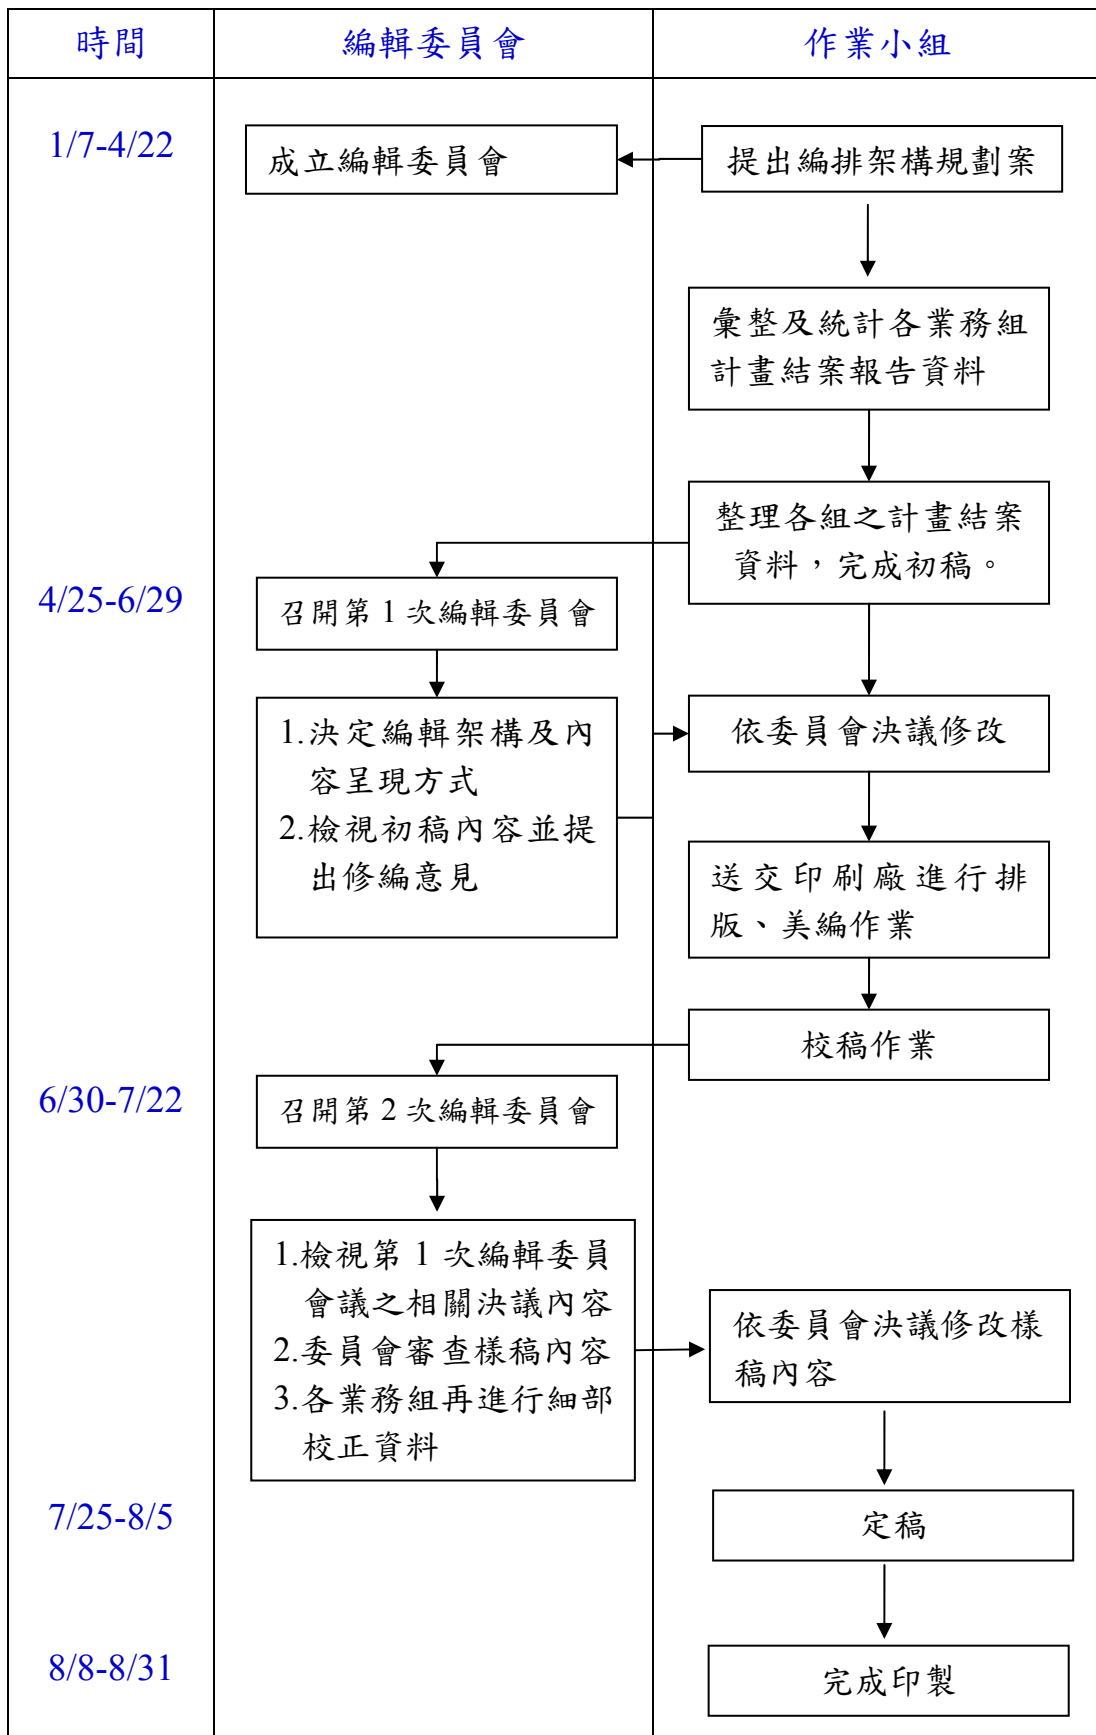 時間 編輯委員會 作業小組
1/7-4/22
成立編輯委員會
提出編排架構規劃案
彙整及統計各業務組
計畫結案報告資料
整理各組之計畫結案
資料，完成初稿。
4/25-6/29
召開第 1 次編輯委員會
1.決定編輯架構及內
容呈現方式
2.檢視初稿內容並提
出修編意見
依委員會決議修改
送交印刷廠進行排
版、美編作業
校稿作業
6/30-7/22
召開第 2 次編輯委員會
1.檢視第 1 次編輯委員
會議之相關決議內容
2.委員會審查樣稿內容
3.各業務組再進行細部
校正資料
依委員會決議修改樣
稿內容
7/25-8/5
定稿
8/8-8/31
完成印製